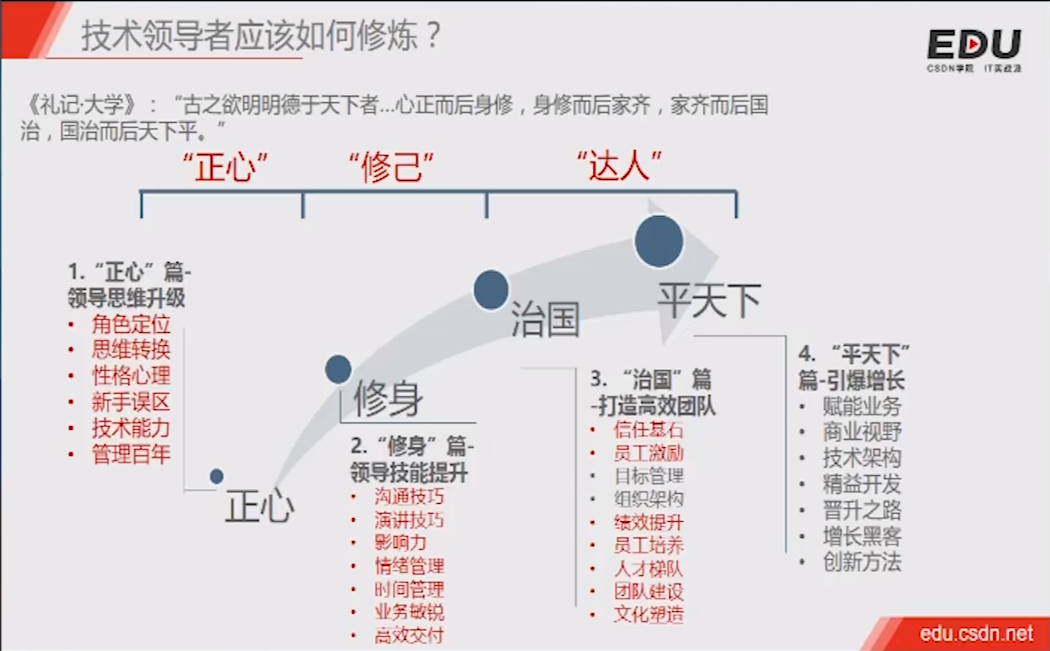 技术领导者应该如何修炼？
EDU
CSDN学院 IT实战派
《礼记·大学》：“古之欲明明德于天下者...心正而后身修，身修而后家齐，家齐而后国
治，国治而后天下平。”
“正心” “修己” “达人”
1.“正心”篇-
领导思维升级
• 角色定位
• 思维转换
• 性格心理
• 新手误区
• 技术能力
• 管理百年
正心
修身
2.“修身”篇-
领导技能提升
• 沟通技巧
• 演讲技巧
• 影响力
• 情绪管理
• 时间管理
• 业务敏锐
• 高效交付
治国
3. “治国”篇
-打造高效团队
• 信任基石
• 员工激励
• 目标管理
• 组织架构
• 绩效提升
• 员工培养
• 人才梯队
• 团队建设
• 文化塑造
平天下
4. “平天下”
篇-引爆增长
• 赋能业务
• 商业视野
• 技术架构
• 精益开发
• 晋升之路
• 增长黑客
• 创新方法
edu.csdn.net